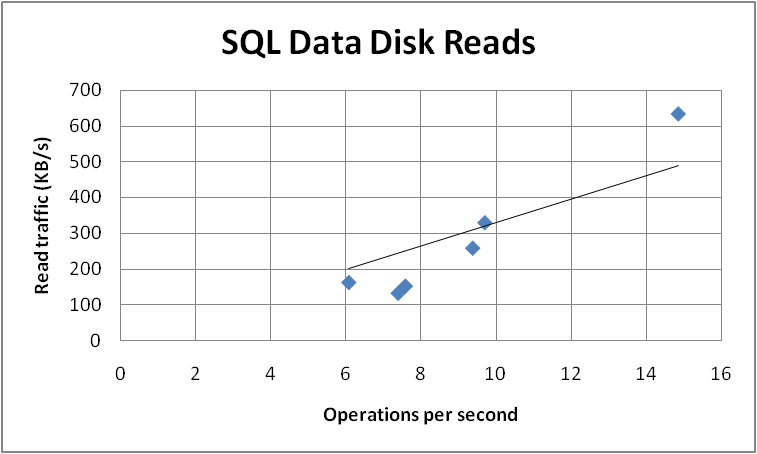 SQL Data Disk Reads
700
600
500
400
300
200
100
0
Read traffic (KB/s)
0 2 4 6 8 10 12 14 16
Operations per second